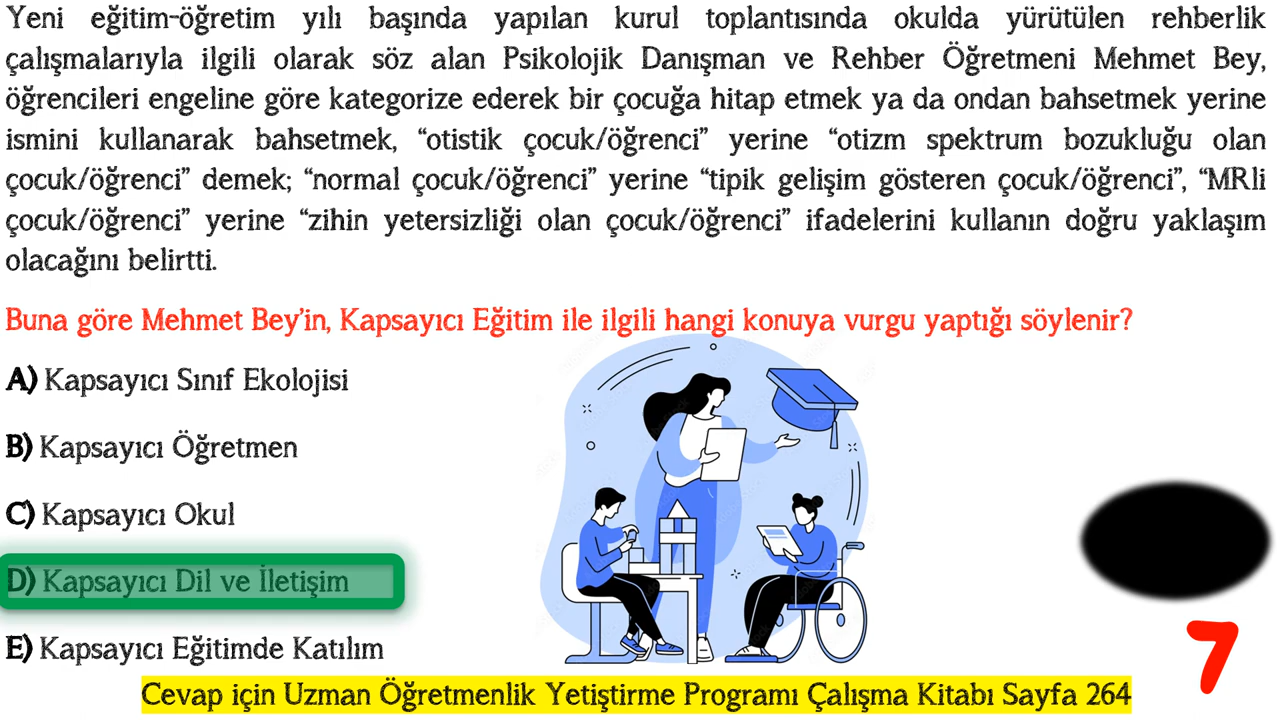 Yeni eğitim-öğretim yılı başında yapılan kurul toplantısında okulda yürütülen rehberlik
çalışmalarıyla ilgili olarak söz alan Psikolojik Danışman ve Rehber Öğretmeni Mehmet Bey,
öğrencileri engeline göre kategorize ederek bir çocuğa hitap etmek ya da ondan bahsetmek yerine
ismini kullanarak bahsetmek, “otistik çocuk/öğrenci” yerine “otizm spektrum bozukluğu olan
çocuk/öğrenci” demek; “normal çocuk/öğrenci” yerine “tipik gelişim gösteren çocuk/öğrenci”, “MRli
çocuk/öğrenci” yerine “zihin yetersizliği olan çocuk/öğrenci” ifadelerini kullanın doğru yaklaşım
olacağını belirtti.
Buna göre Mehmet Bey’in, Kapsayıcı Eğitim ile ilgili hangi konuya vurgu yaptığı söylenir?
A) Kapsayıcı Sınıf Ekolojisi
B) Kapsayıcı Öğretmen
C) Kapsayıcı Okul
D) Kapsayıcı Dil ve İletişim
E) Kapsayıcı Eğitimde Katılım
7
Cevap için Uzman Öğretmenlik Yetiştirme Programı Çalışma Kitabı Sayfa 264